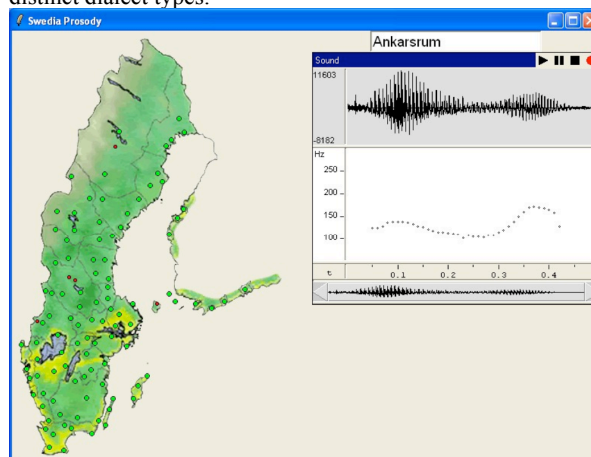 distinct dialect types.
Swedia Prosody
Ankarsrum
Sound
11603
-8182
Hz
250
200
150
100
t
0.1
0.2
0.3
0.4